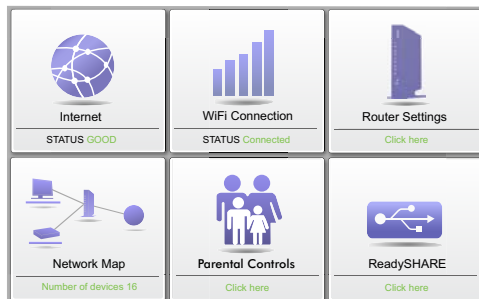 Internet
STATUS GOOD
WiFi Connection
STATUS Connected
Router Settings
Click here
Network Map
Number of devices 16
Parental Controls
Click here
ReadySHARE
Click here